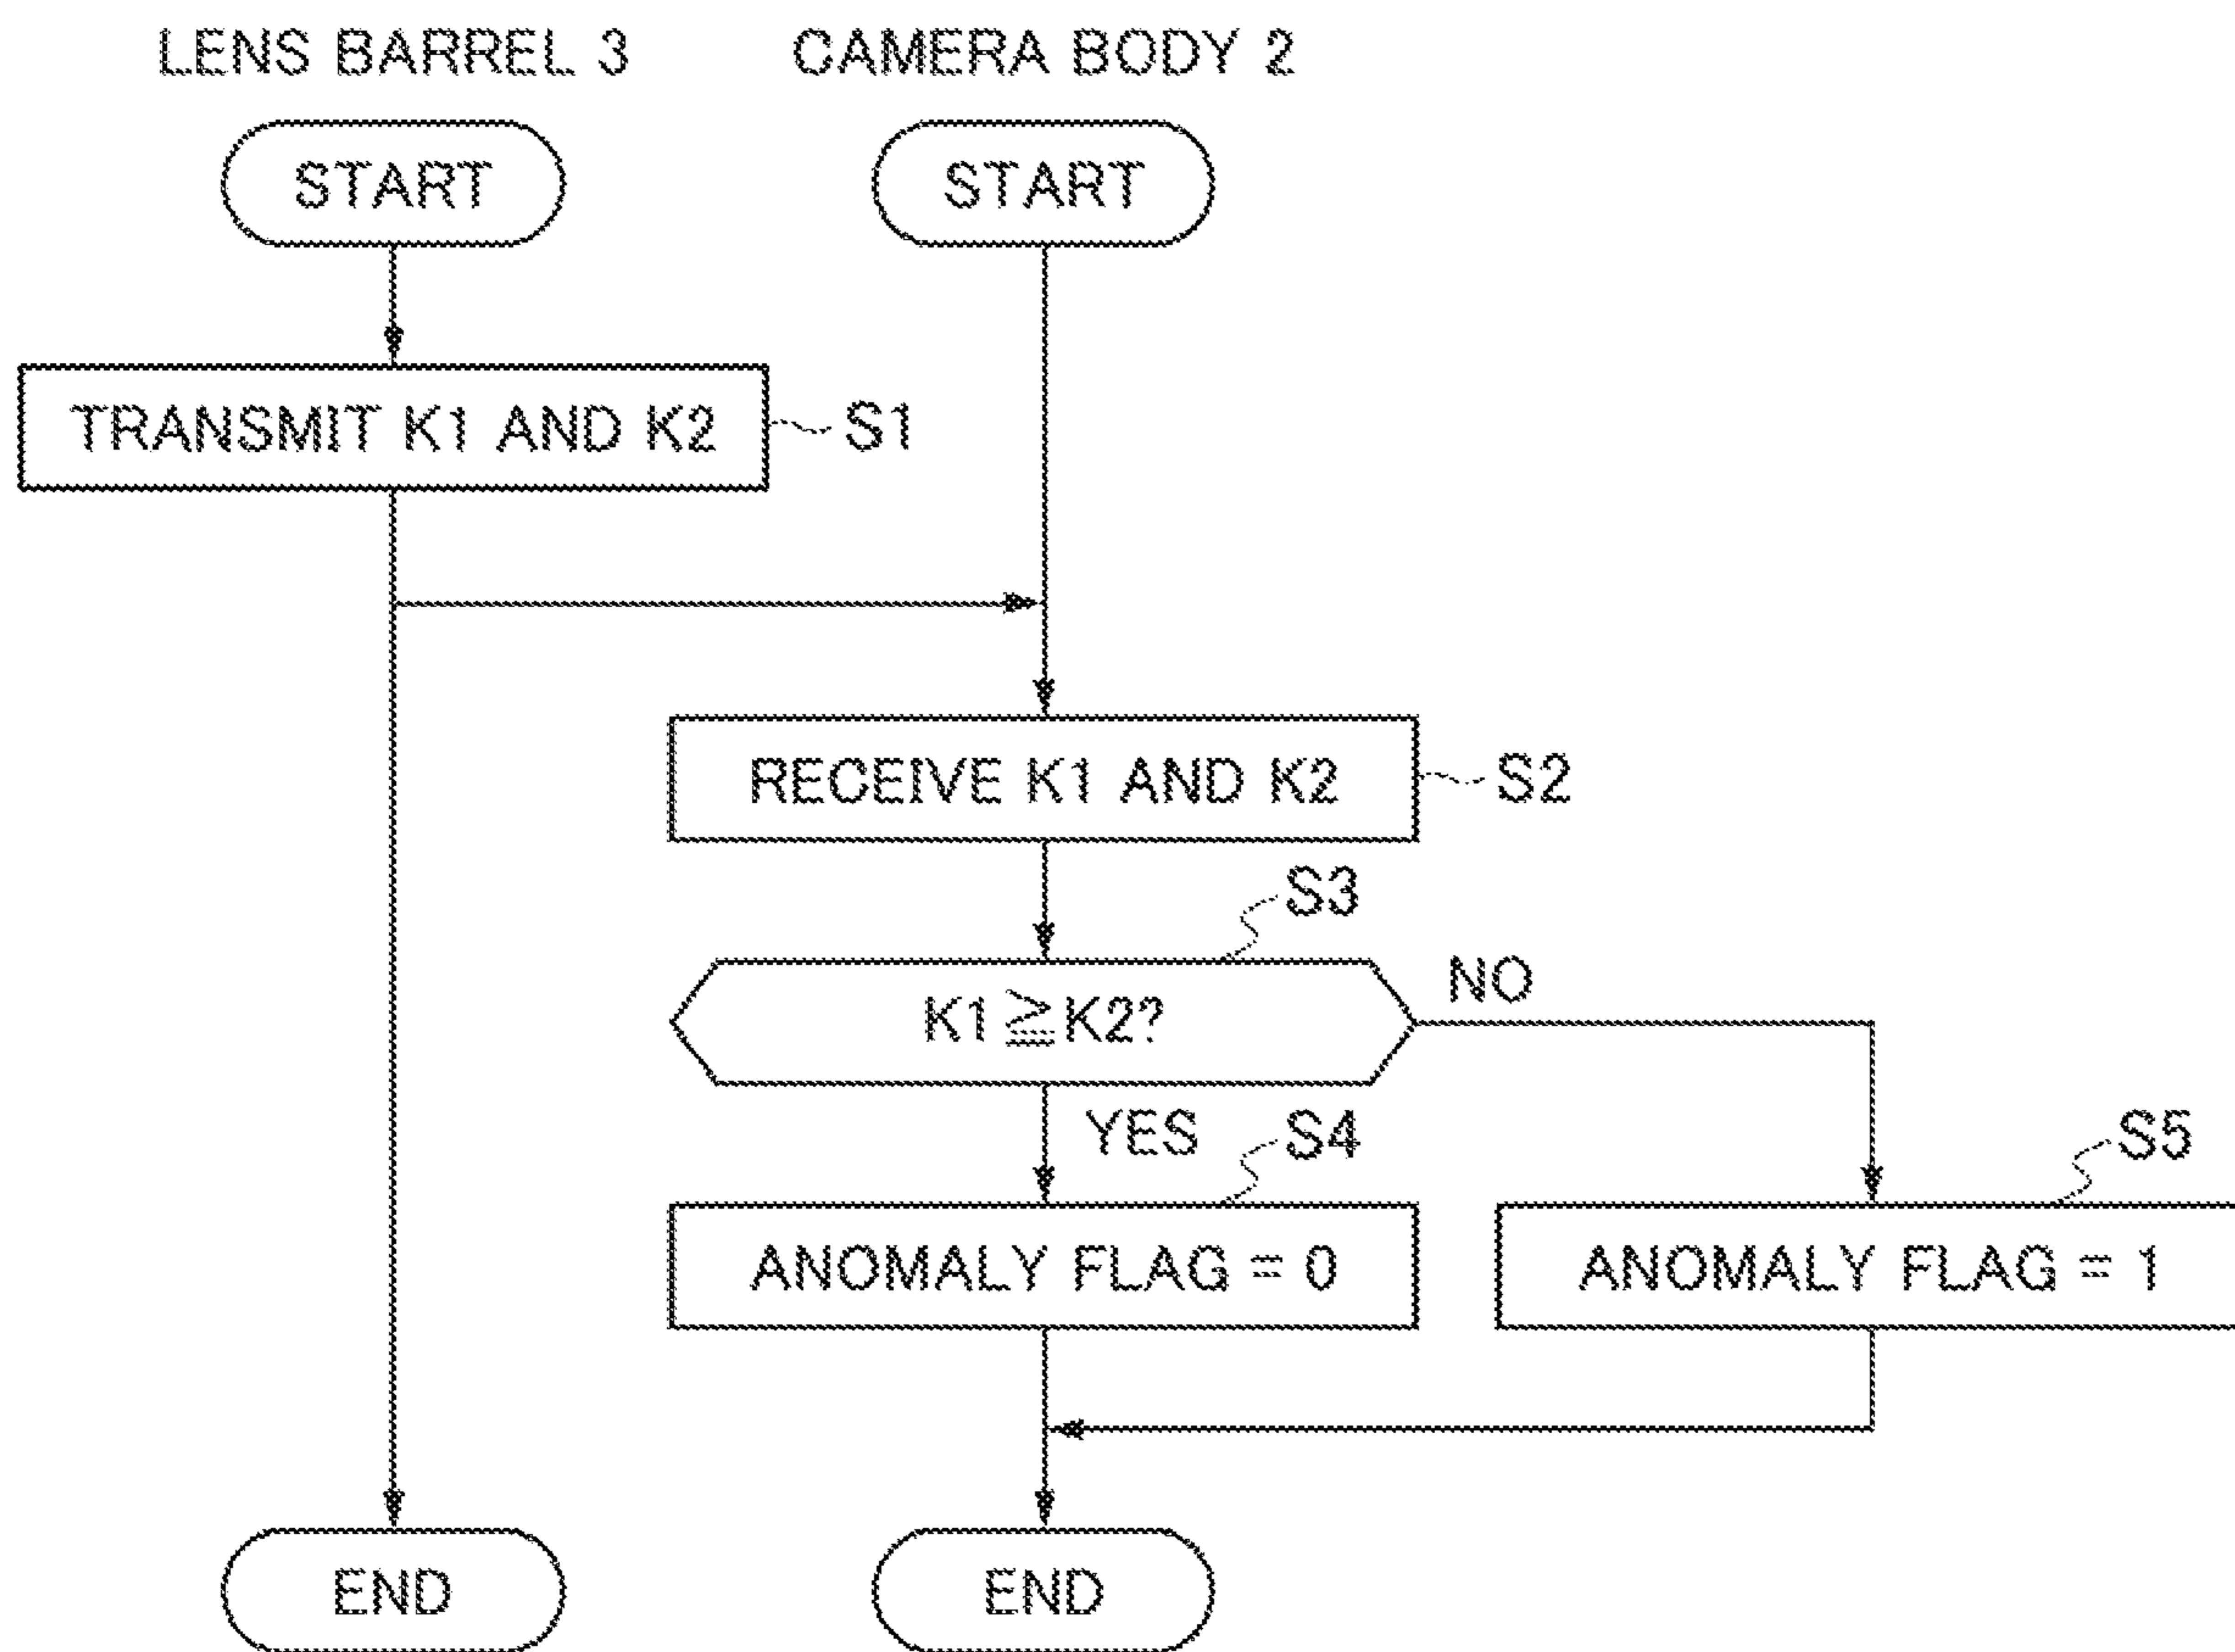 LENS BARREL 3
CAMERA BODY 2
START
START
TRANSMIT K1 AND K2
S1
RECEIVE K1 AND K2
S2
S3
K1≧K2?
NO
YES
S4
S5
ANOMALY FLAG = 0
ANOMALY FLAG = 1
END
END